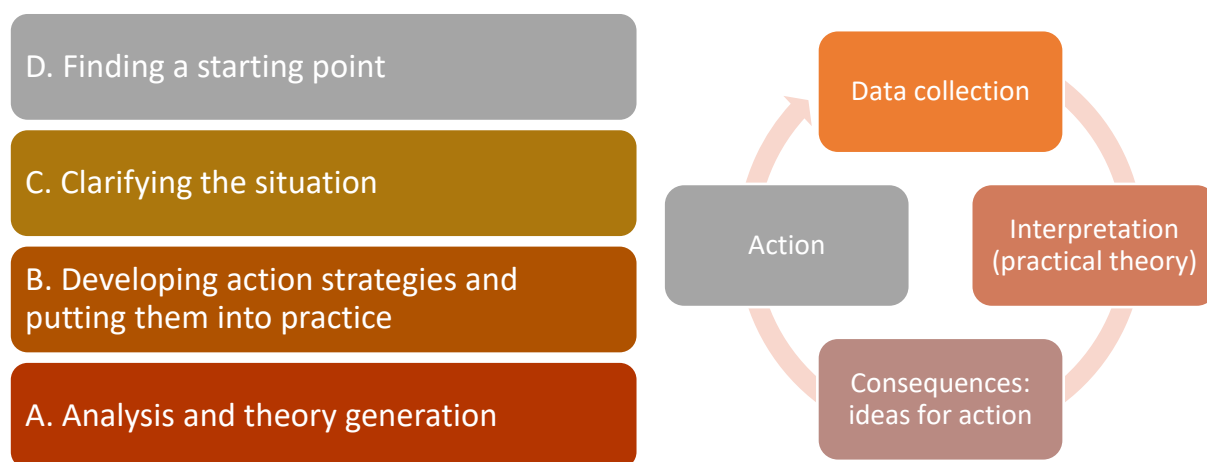 D. Finding a starting point
C. Clarifying the situation
B. Developing action strategies and
putting them into practice
A. Analysis and theory generation
Data collection
Interpretation
(practical theory)
Consequences:
ideas for action
Action